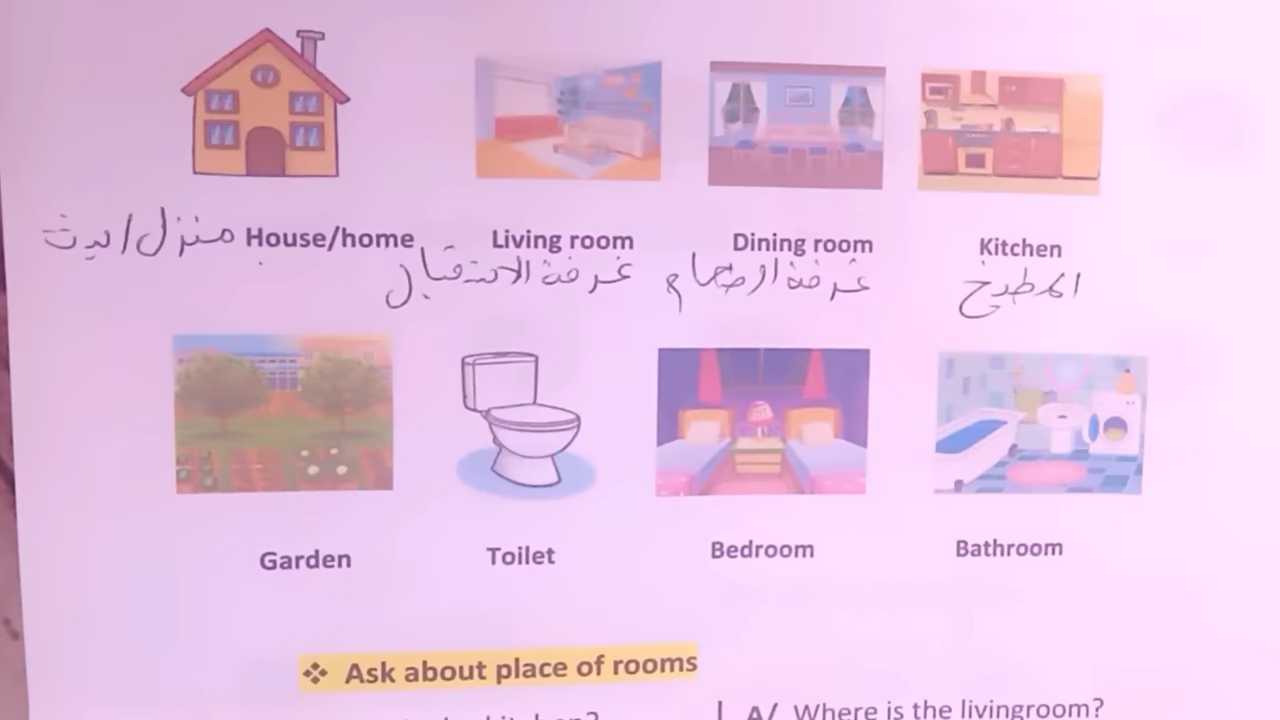 House/home منزل / البيت
Living room
Dining room
Kitchen
غرفة الاستقبال
غرفة الطعام
المطبخ
Garden
Toilet
Bedroom
Bathroom
❖ Ask about place of rooms
kitchen?
A/ Where is the livingroom?